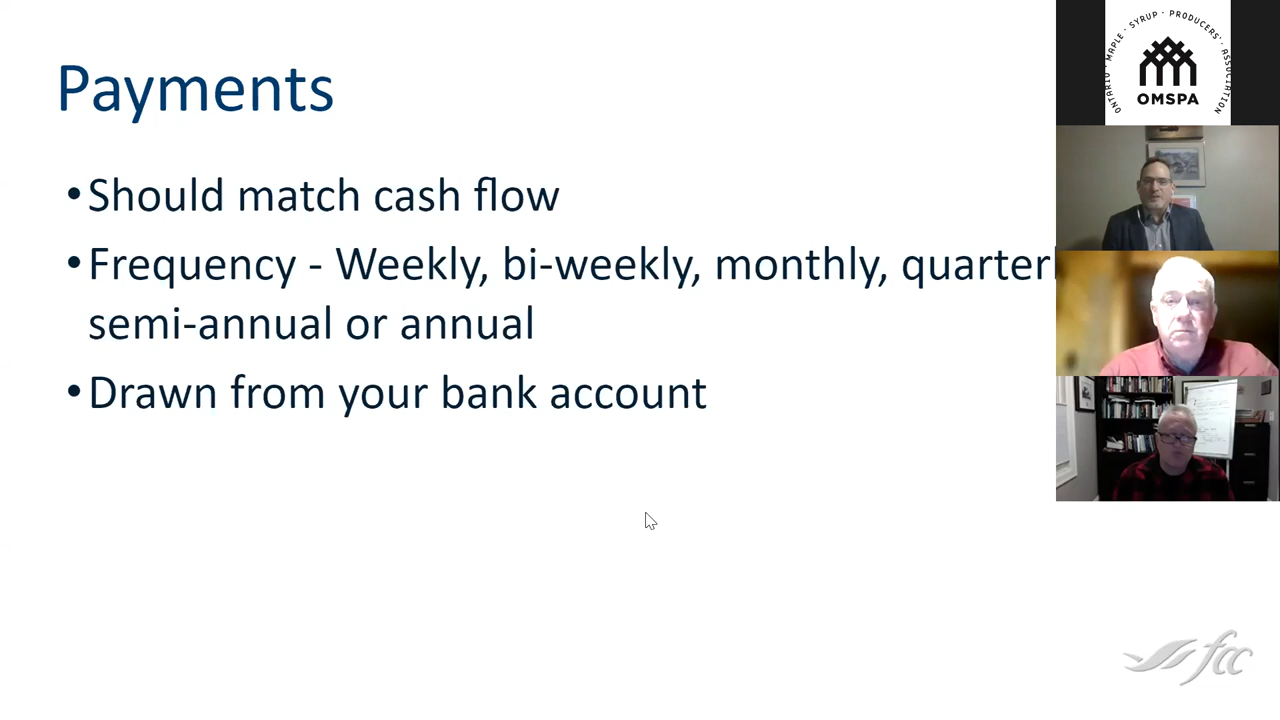 Payments
•Should match cash flow
•Frequency - Weekly, bi-weekly, monthly, quarterl
semi-annual or annual
•Drawn from your bank account
ONTARIO · MAPLE · SYRUP · PRODUCERS' · ASSOCIATION
OMSPA
fcc